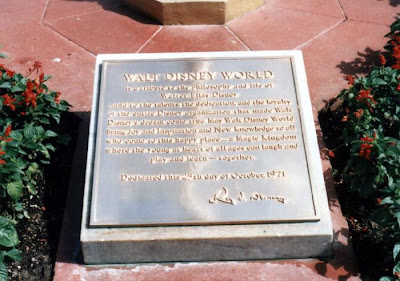 WALT DISNEY WORLD
is a tribute to the philosophy and life of
Walter Elias Disney...
and to the talents, the dedication, and the loyalty
of the entire Disney organization that made Walt
Disney's dream come true. May Walt Disney World
bring Joy and Inspiration and New Knowledge to all
who come to this happy place... a Magic Kingdom
where the young at heart of all ages can laugh and
play and learn — together.
Dedicated this 25th day of October, 1971
Roy O. Disney